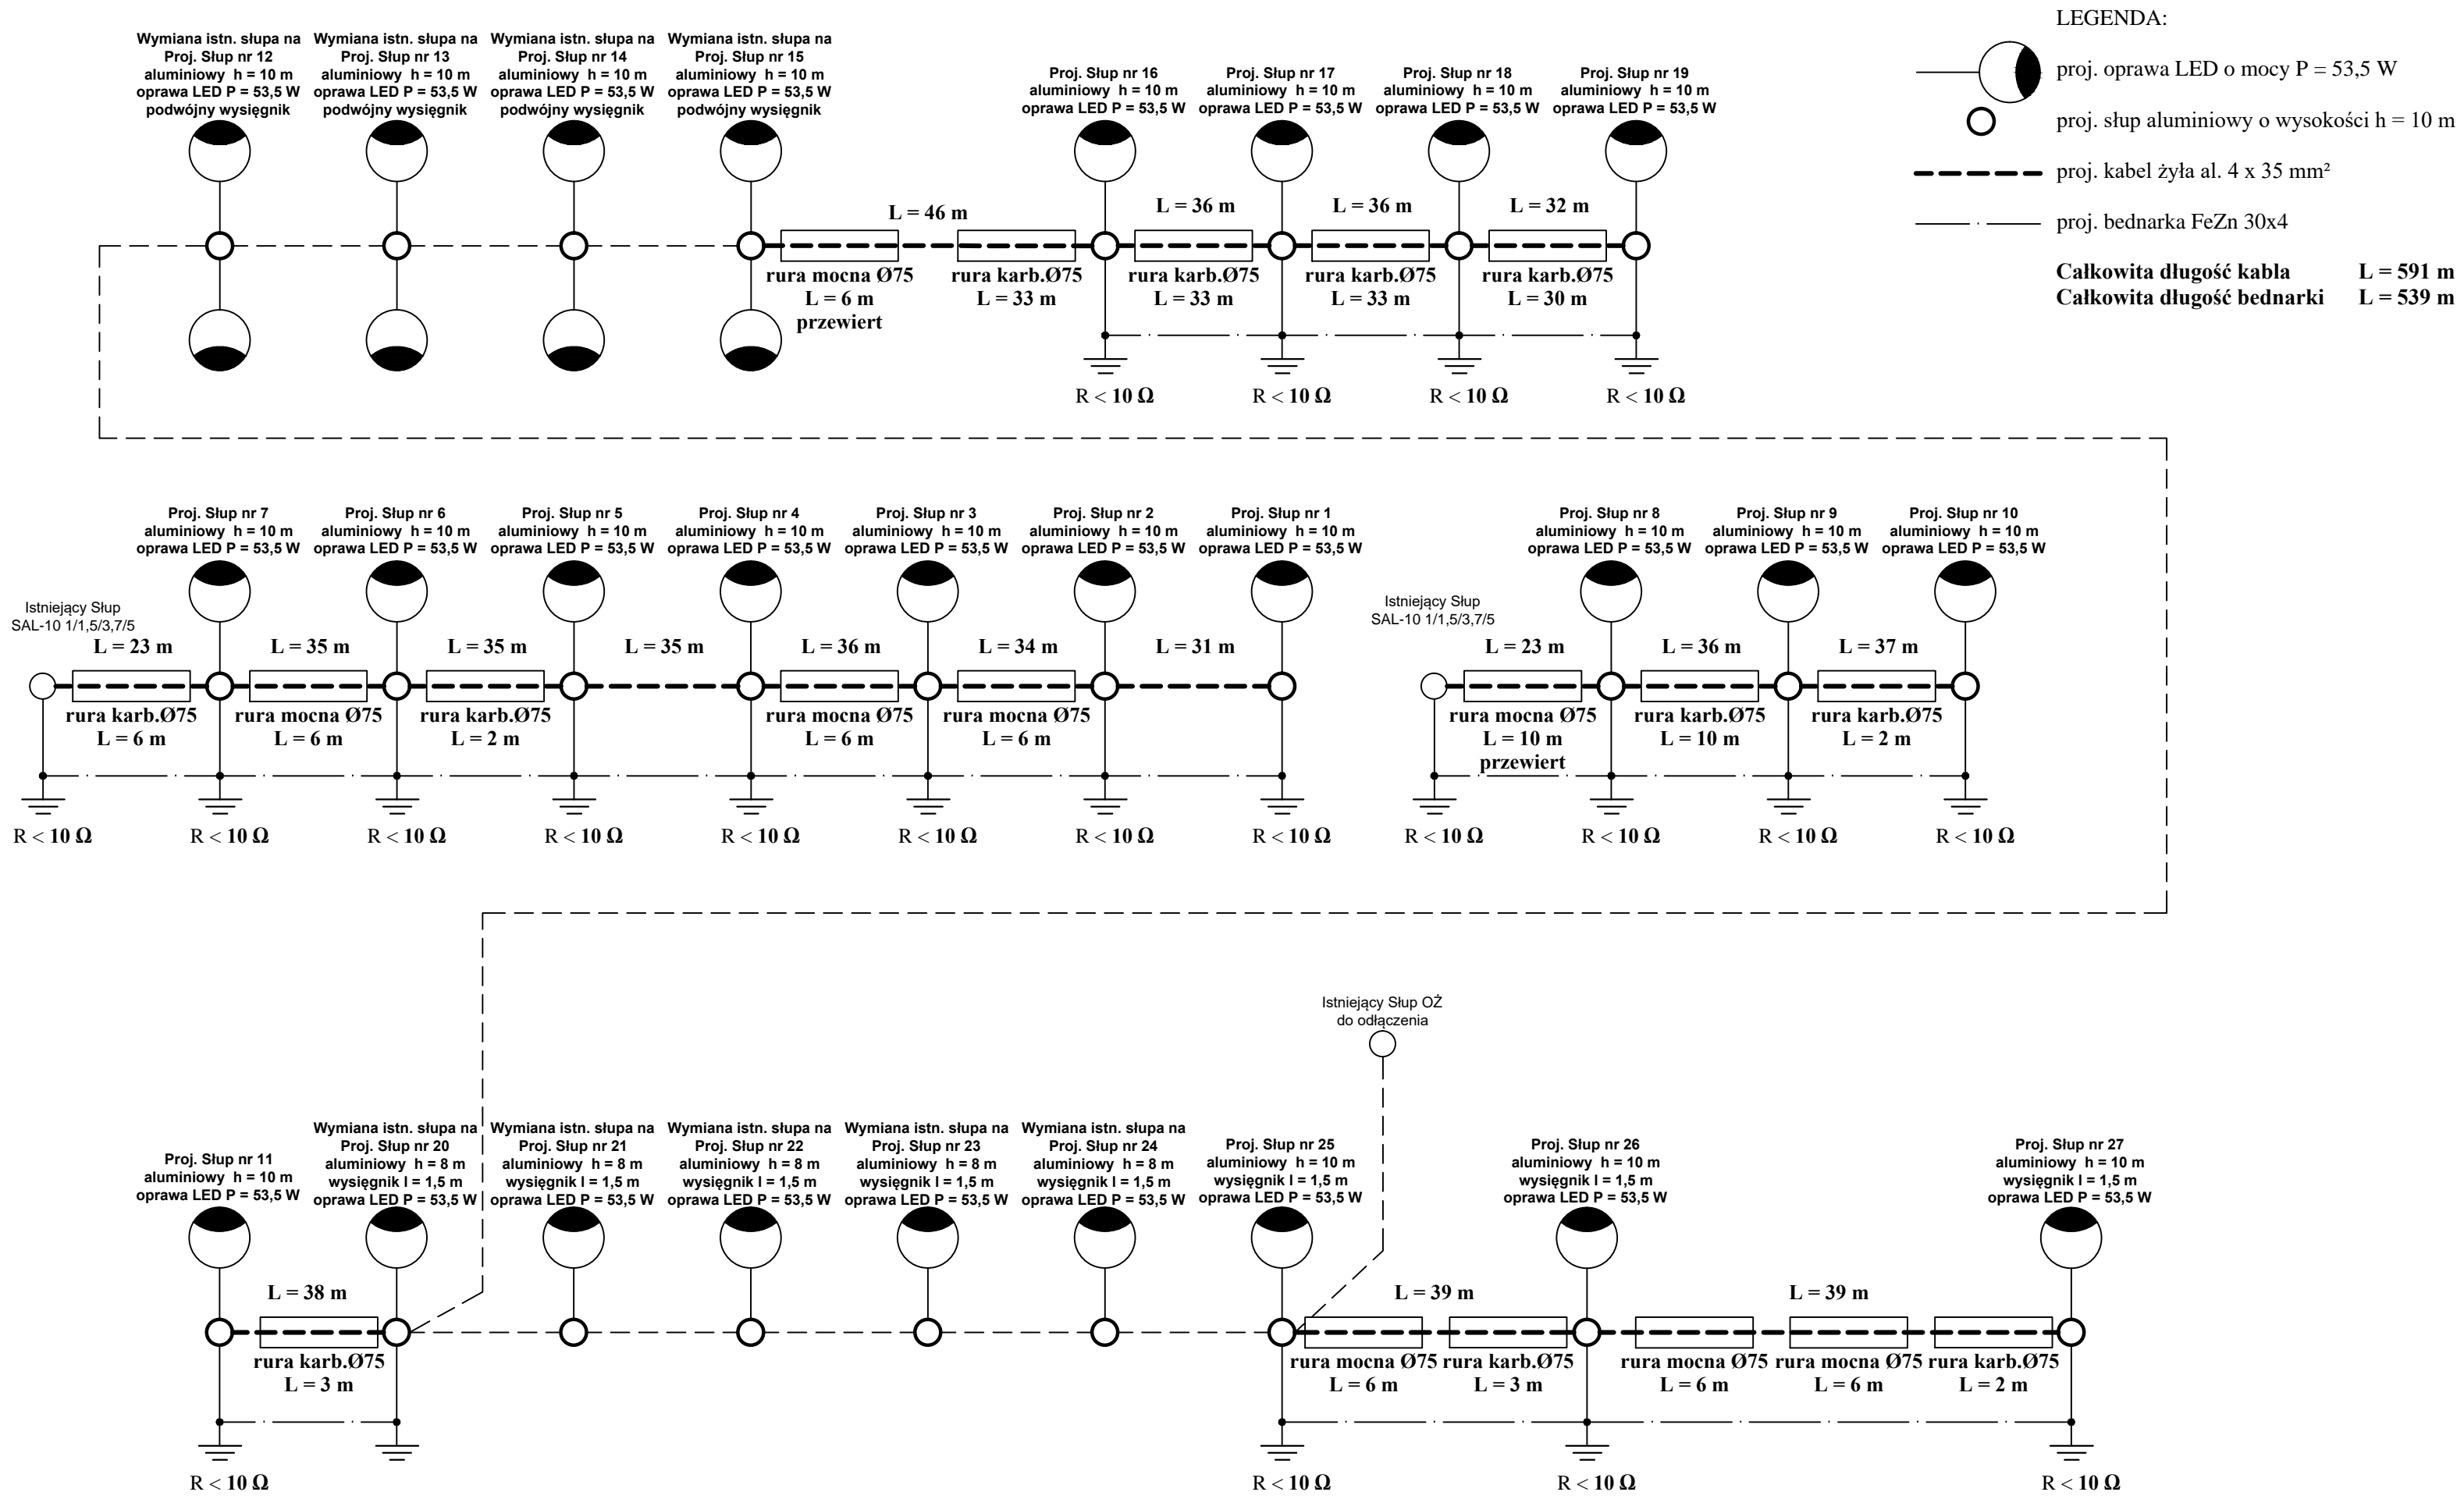 LEGENDA:
proj. oprawa LED o mocy P = 53,5 W
proj. słup aluminiowy o wysokości h = 10 m
proj. kabel żyła al. 4 x 35 mm²
proj. bednarka FeZn 30x4
Całkowita długość kabla L = 591 m
Całkowita długość bednarki L = 539 m
Wymiana istn. słupa na
Proj. Słup nr 12
aluminiowy h = 10 m
oprawa LED P = 53,5 W
podwójny wysięgnik
Wymiana istn. słupa na
Proj. Słup nr 13
aluminiowy h = 10 m
oprawa LED P = 53,5 W
podwójny wysięgnik
Wymiana istn. słupa na
Proj. Słup nr 14
aluminiowy h = 10 m
oprawa LED P = 53,5 W
podwójny wysięgnik
Wymiana istn. słupa na
Proj. Słup nr 15
aluminiowy h = 10 m
oprawa LED P = 53,5 W
podwójny wysięgnik
Proj. Słup nr 16
aluminiowy h = 10 m
oprawa LED P = 53,5 W
Proj. Słup nr 17
aluminiowy h = 10 m
oprawa LED P = 53,5 W
Proj. Słup nr 18
aluminiowy h = 10 m
oprawa LED P = 53,5 W
Proj. Słup nr 19
aluminiowy h = 10 m
oprawa LED P = 53,5 W
L = 46 m
L = 36 m
L = 36 m
L = 32 m
rura mocna Ø75
L = 6 m
przewiert
rura karb.Ø75
L = 33 m
rura karb.Ø75
L = 33 m
rura karb.Ø75
L = 33 m
rura karb.Ø75
L = 30 m
R < 10 Ω
R < 10 Ω
R < 10 Ω
R < 10 Ω
Proj. Słup nr 7
aluminiowy h = 10 m
oprawa LED P = 53,5 W
Proj. Słup nr 6
aluminiowy h = 10 m
oprawa LED P = 53,5 W
Proj. Słup nr 5
aluminiowy h = 10 m
oprawa LED P = 53,5 W
Proj. Słup nr 4
aluminiowy h = 10 m
oprawa LED P = 53,5 W
Proj. Słup nr 3
aluminiowy h = 10 m
oprawa LED P = 53,5 W
Proj. Słup nr 2
aluminiowy h = 10 m
oprawa LED P = 53,5 W
Proj. Słup nr 1
aluminiowy h = 10 m
oprawa LED P = 53,5 W
Proj. Słup nr 8
aluminiowy h = 10 m
oprawa LED P = 53,5 W
Proj. Słup nr 9
aluminiowy h = 10 m
oprawa LED P = 53,5 W
Proj. Słup nr 10
aluminiowy h = 10 m
oprawa LED P = 53,5 W
Istniejący Słup
SAL-10 1/1,5/3,7/5
L = 23 m
L = 35 m
L = 35 m
L = 35 m
L = 36 m
L = 34 m
L = 31 m
Istniejący Słup
SAL-10 1/1,5/3,7/5
L = 23 m
L = 36 m
L = 37 m
rura karb.Ø75
L = 6 m
rura mocna Ø75
L = 6 m
rura karb.Ø75
L = 2 m
rura mocna Ø75
L = 6 m
rura mocna Ø75
L = 6 m
rura mocna Ø75
L = 10 m
przewiert
rura karb.Ø75
L = 10 m
rura karb.Ø75
L = 2 m
R < 10 Ω
R < 10 Ω
R < 10 Ω
R < 10 Ω
R < 10 Ω
R < 10 Ω
R < 10 Ω
R < 10 Ω
R < 10 Ω
R < 10 Ω
R < 10 Ω
R < 10 Ω
Istniejący Słup OŻ
do odłączenia
Proj. Słup nr 11
aluminiowy h = 10 m
oprawa LED P = 53,5 W
Wymiana istn. słupa na
Proj. Słup nr 20
aluminiowy h = 8 m
wysięgnik l = 1,5 m
oprawa LED P = 53,5 W
Wymiana istn. słupa na
Proj. Słup nr 21
aluminiowy h = 8 m
wysięgnik l = 1,5 m
oprawa LED P = 53,5 W
Wymiana istn. słupa na
Proj. Słup nr 22
aluminiowy h = 8 m
wysięgnik l = 1,5 m
oprawa LED P = 53,5 W
Wymiana istn. słupa na
Proj. Słup nr 23
aluminiowy h = 8 m
wysięgnik l = 1,5 m
oprawa LED P = 53,5 W
Wymiana istn. słupa na
Proj. Słup nr 24
aluminiowy h = 8 m
wysięgnik l = 1,5 m
oprawa LED P = 53,5 W
Proj. Słup nr 25
aluminiowy h = 10 m
wysięgnik l = 1,5 m
oprawa LED P = 53,5 W
Proj. Słup nr 26
aluminiowy h = 10 m
wysięgnik l = 1,5 m
oprawa LED P = 53,5 W
Proj. Słup nr 27
aluminiowy h = 10 m
wysięgnik l = 1,5 m
oprawa LED P = 53,5 W
L = 38 m
L = 39 m
L = 39 m
rura karb.Ø75
L = 3 m
rura mocna Ø75
L = 6 m
rura karb.Ø75
L = 3 m
rura mocna Ø75
L = 6 m
rura mocna Ø75
L = 6 m
rura karb.Ø75
L = 2 m
R < 10 Ω
R < 10 Ω
R < 10 Ω
R < 10 Ω